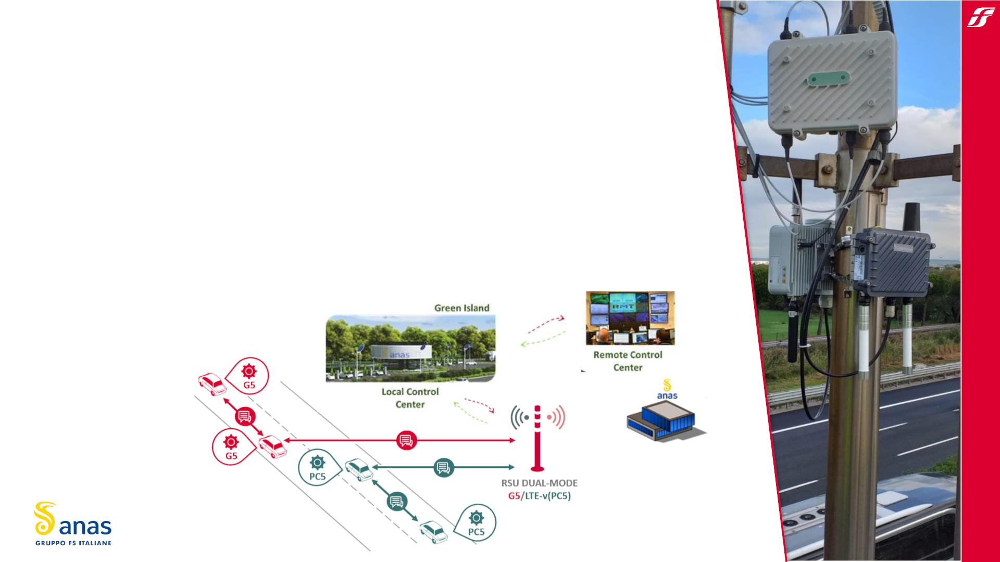 Green Island
anas
RMT
Remote Control
Center
Local Control
Center
anas
G5
G5
PC5
PC5
RSU DUAL-MODE
G5/LTE-v(PC5)
anas
GRUPPO FS ITALIANE